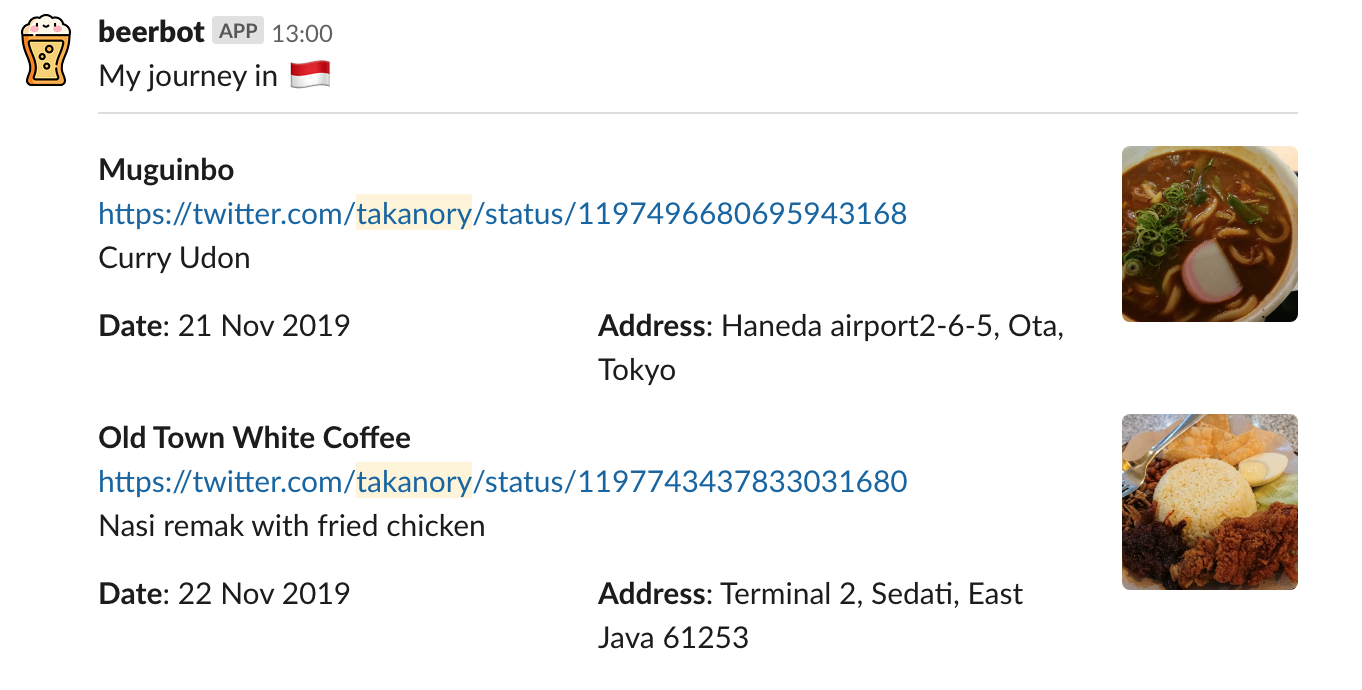 beerbot APP 13:00
My journey in 🇮🇩
Muguinbo
https://twitter.com/takanory/status/1197496680695943168
Curry Udon
Date: 21 Nov 2019
Address: Haneda airport2-6-5, Ota,
Tokyo
Old Town White Coffee
https://twitter.com/takanory/status/1197743437833031680
Nasi remak with fried chicken
Date: 22 Nov 2019
Address: Terminal 2, Sedati, East
Java 61253